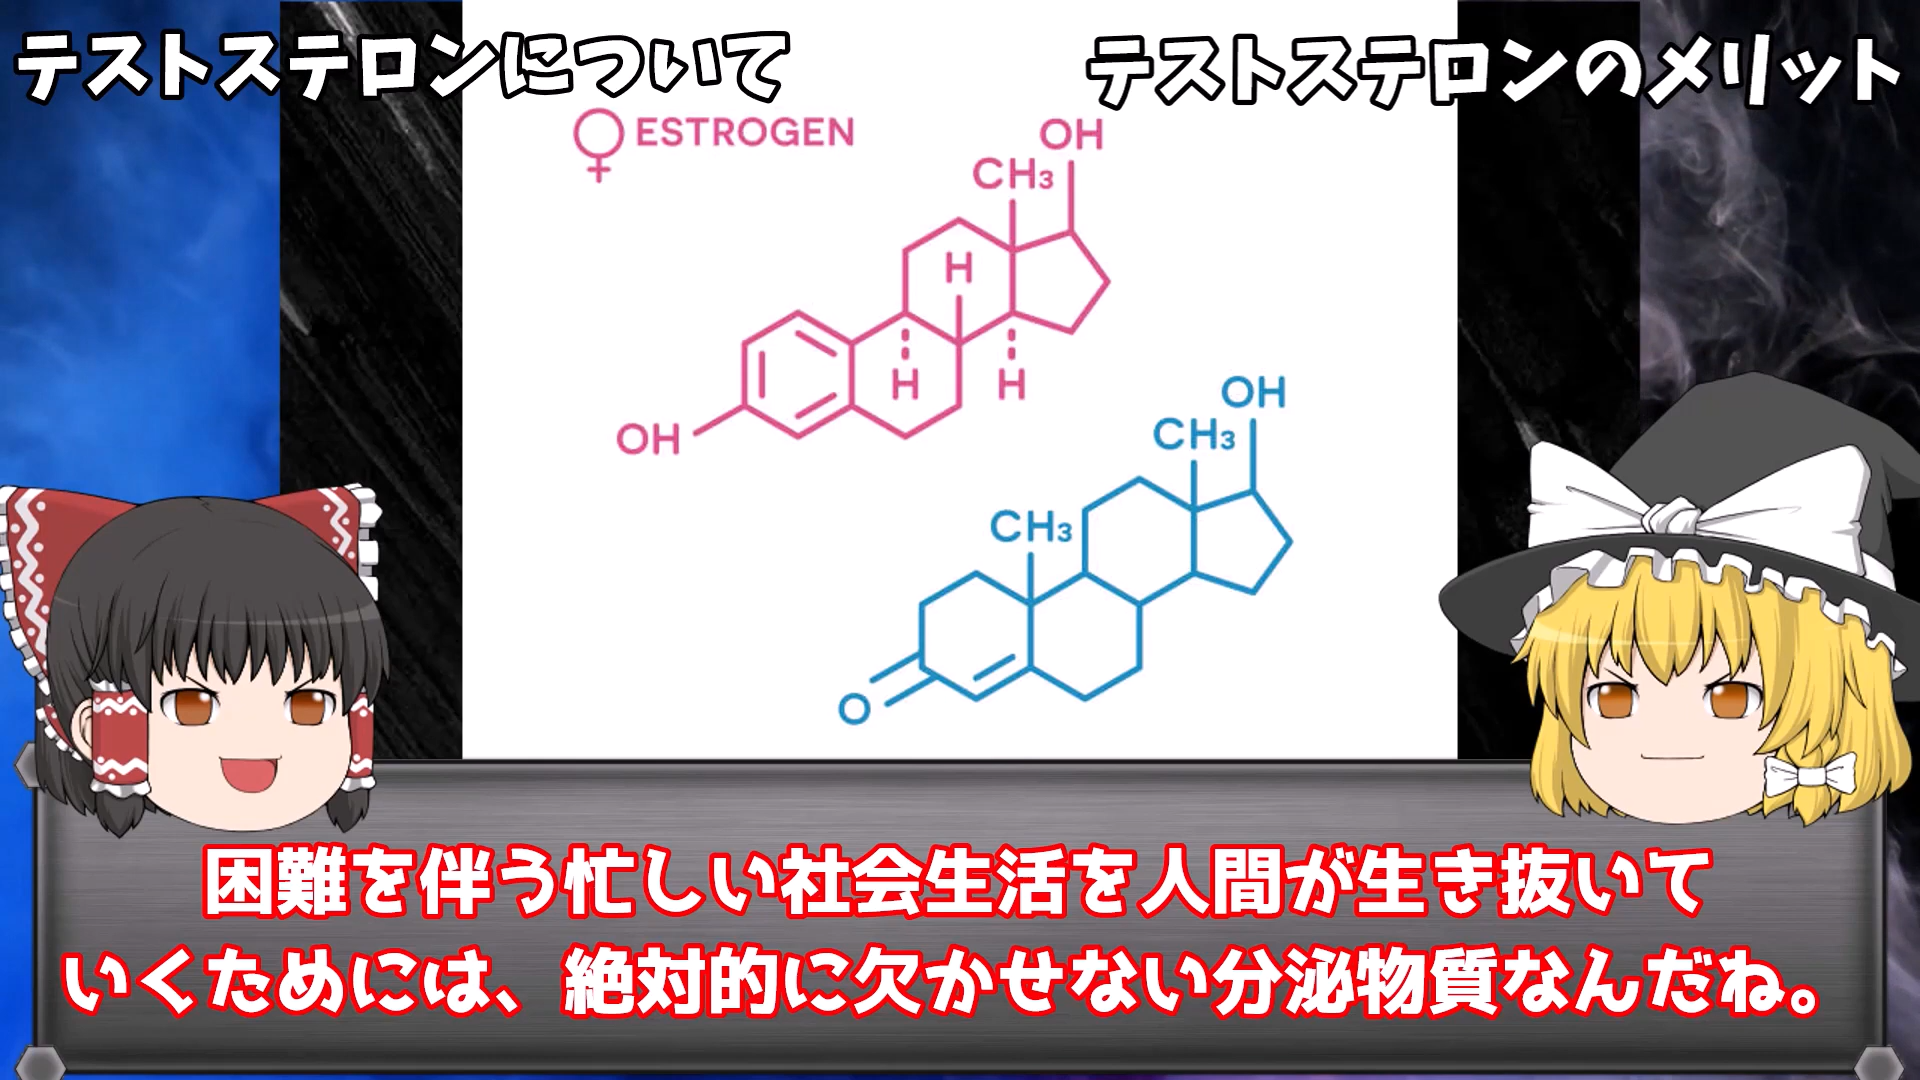 テストステロンについて
テストステロンのメリット
ESTROGEN
OH
CH₃
H
H
H
OH
OH
CH₃
CH₃
O
困難を伴う忙しい社会生活を人間が生き抜いて
いくためには、絶対的に欠かせない分泌物質なんだね。